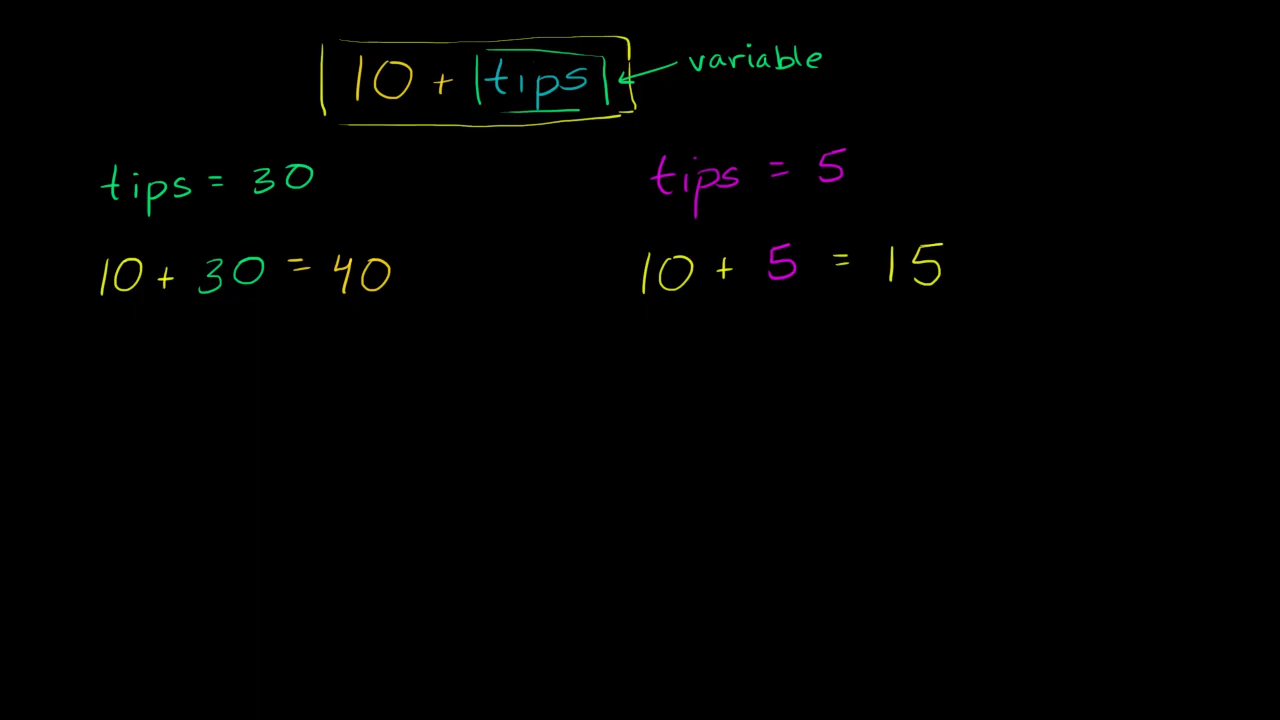 10 + tips
variable
tips = 30
tips = 5
10 + 30 = 40
10 + 5 = 15